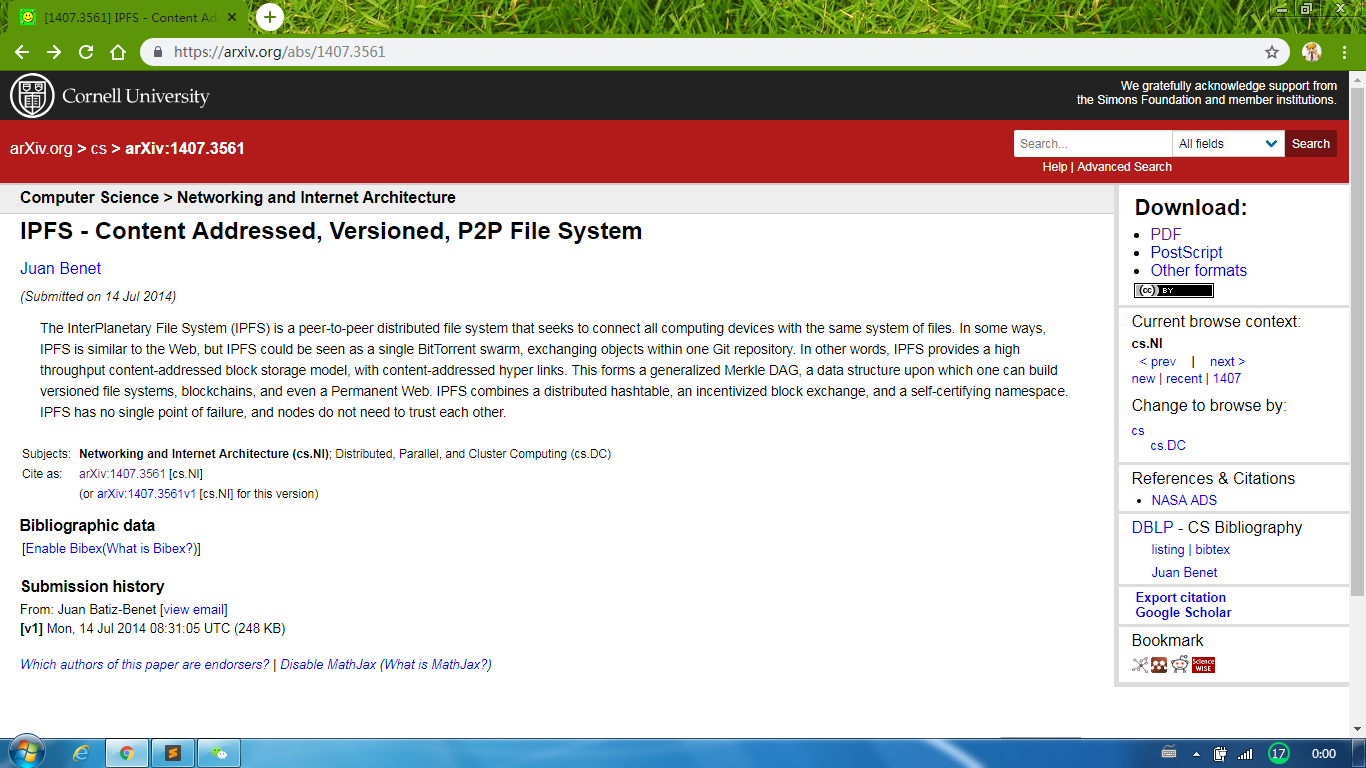 [1407.3561] IPFS - Content Ad
https://arxiv.org/abs/1407.3561
Cornell University
We gratefully acknowledge support from
the Simons Foundation and member institutions.
arXiv.org > cs > arXiv:1407.3561
Search...
All fields
Search
Help | Advanced Search
Computer Science > Networking and Internet Architecture
IPFS - Content Addressed, Versioned, P2P File System
Juan Benet
(Submitted on 14 Jul 2014)
The InterPlanetary File System (IPFS) is a peer-to-peer distributed file system that seeks to connect all computing devices with the same system of files. In some ways,
IPFS is similar to the Web, but IPFS could be seen as a single BitTorrent swarm, exchanging objects within one Git repository. In other words, IPFS provides a high
throughput content-addressed block storage model, with content-addressed hyper links. This forms a generalized Merkle DAG, a data structure upon which one can build
versioned file systems, blockchains, and even a Permanent Web. IPFS combines a distributed hashtable, an incentivized block exchange, and a self-certifying namespace.
IPFS has no single point of failure, and nodes do not need to trust each other.
Subjects: Networking and Internet Architecture (cs.NI); Distributed, Parallel, and Cluster Computing (cs.DC)
Cite as: arXiv:1407.3561 [cs.NI]
(or arXiv:1407.3561v1 [cs.NI] for this version)
Bibliographic data
[Enable Bibex(What is Bibex?)]
Submission history
From: Juan Batiz-Benet [view email]
[v1] Mon, 14 Jul 2014 08:31:05 UTC (248 KB)
Which authors of this paper are endorsers? | Disable MathJax (What is MathJax?)
Download:
PDF
PostScript
Other formats
(cc) BY
Current browse context:
cs.NI
< prev | next >
new | recent | 1407
Change to browse by:
cs
cs.DC
References & Citations
NASA ADS
DBLP - CS Bibliography
listing | bibtex
Juan Benet
Export citation
Google Scholar
Bookmark
Science
WISE
17
0:00